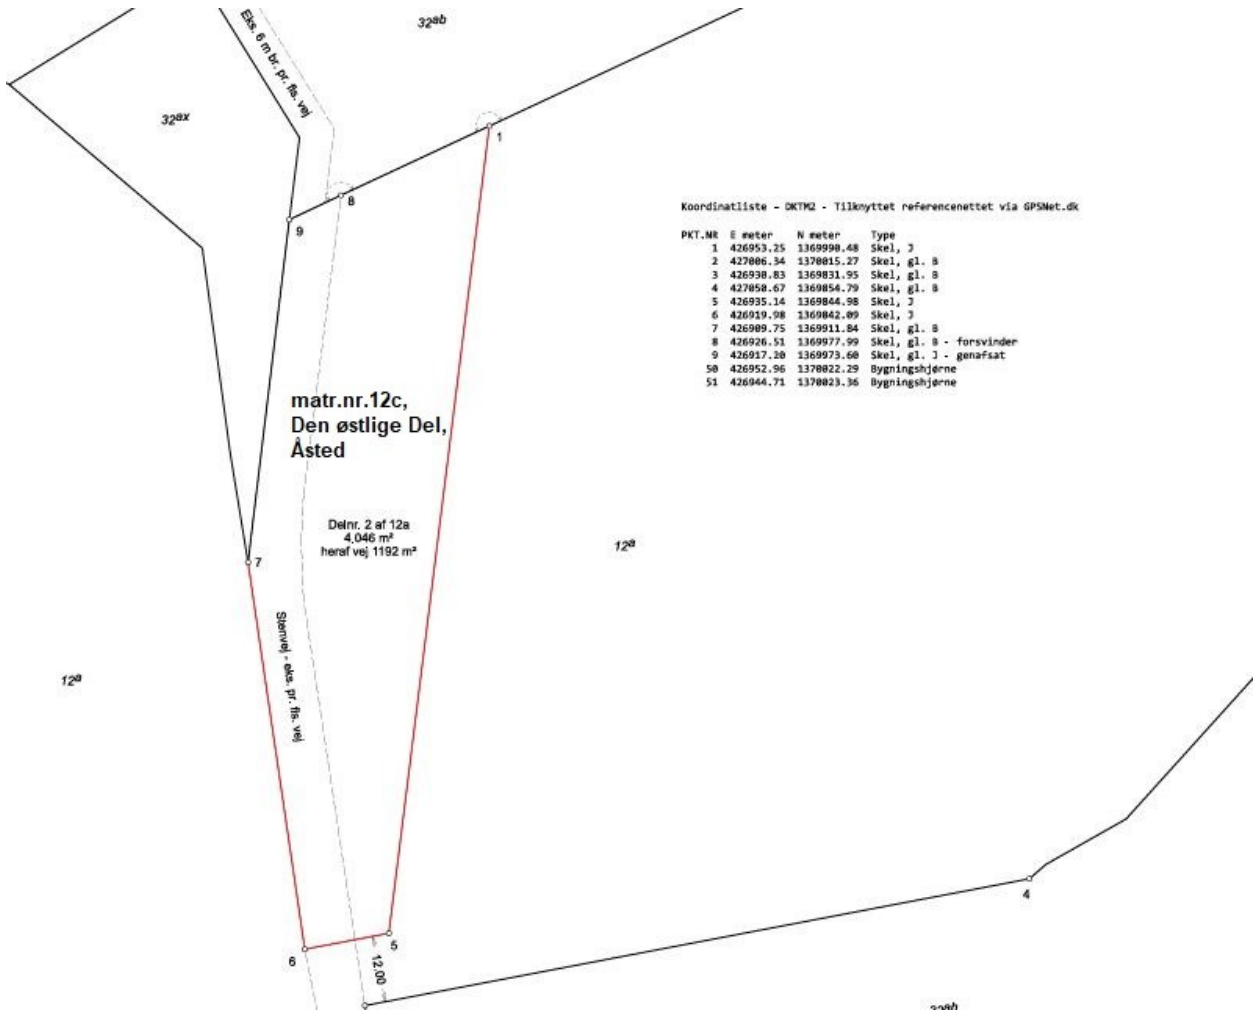 32ab
Eks. 6 m br. pr. fls. vej
32ax
1
8
9
Koordinatliste - DKTM2 - Tilknyttet referencenettet via GPSNet.dk
PKT.NR E meter N meter Type
1 426953.25 1369990.48 Skel, J
2 427006.34 1370015.27 Skel, gl. B
3 426930.83 1369831.95 Skel, gl. B
4 427050.67 1369854.79 Skel, gl. B
5 426935.14 1369844.98 Skel, J
6 426919.98 1369842.09 Skel, J
7 426909.75 1369911.84 Skel, gl. B
8 426926.51 1369977.99 Skel, gl. B - forsvinder
9 426917.20 1369973.60 Skel, gl. J - genafsat
50 426952.96 1370022.29 Bygningshjørne
51 426944.71 1370023.36 Bygningshjørne
matr.nr.12c,
Den østlige Del,
Åsted
Delnr. 2 af 12a
4.046 m²
heraf vej 1192 m²
12a
7
Stenvej - eks. pr. fls. vej
12a
4
5
6
12.00
32ab